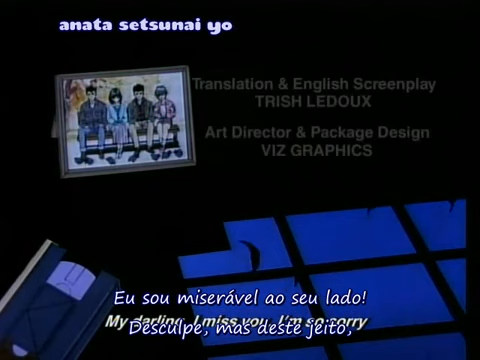 anata setsunai yo
Translation & English Screenplay
TRISH LEDOUX
Art Director & Package Design
VIZ GRAPHICS
Eu sou miserável ao seu lado!
My darling, I miss you, I'm so sorry
Desculpe, mas deste jeito,